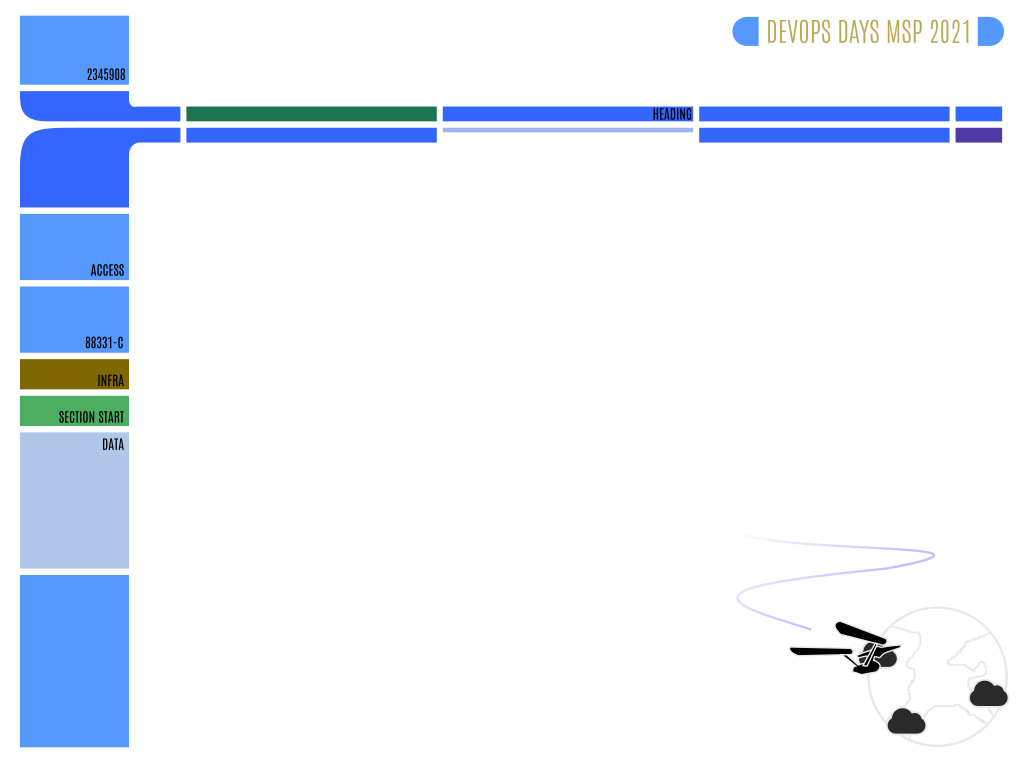 DEVOPS DAYS MSP 2021
2345908
HEADING
ACCESS
88331-C
INFRA
SECTION START
DATA